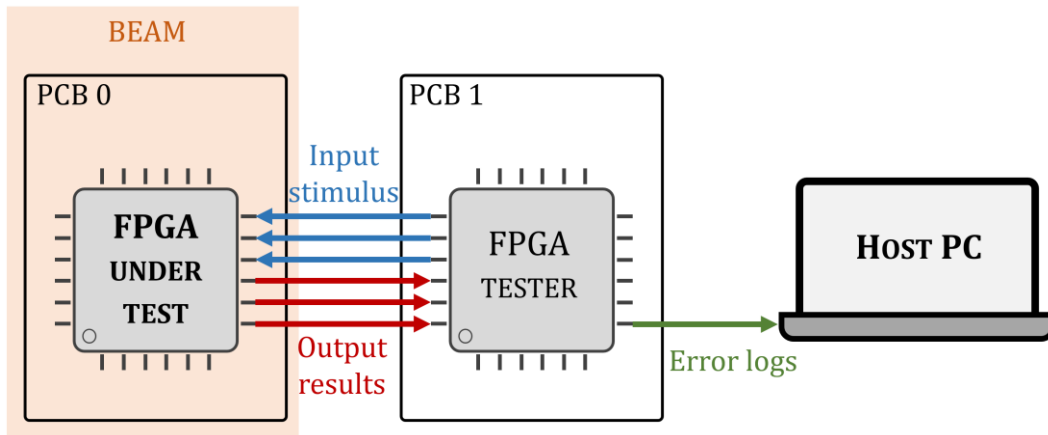 BEAM
PCB 0
PCB 1
Input
stimulus
FPGA
UNDER
TEST
FPGA
TESTER
HOST PC
Output
results
Error logs